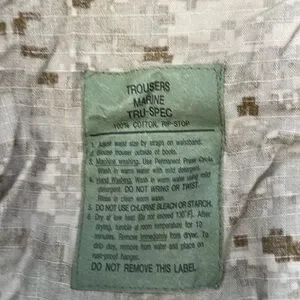 TROUSERS
MARINE
TRU-SPEC
100% COTTON, RIP-STOP
1. Adjust waist size by straps on waistband.
2. Blouse trouser outside of boots.
3. Machine washing. Use Permanent Press Circle.
Wash in warm water with mild detergent.
4. Hand Washing. Wash in warm water using mild
detergent. DO NOT WRING OR TWIST.
Rinse in clean warm water.
5. DO NOT USE CHLORINE BLEACH OR STARCH.
6. Dry at low heat (Do not exceed 130°F). After
drying, tumble at room temperature for 10
minutes. Remove immediately from dryer. To
drip dry, remove from water and place on
rust-proof hanger.
DO NOT REMOVE THIS LABEL